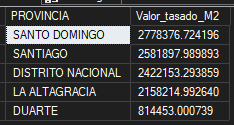 PROVINCIA Valor_tasado_M2
SANTO DOMINGO 2778376.724196
SANTIAGO 2581897.989893
DISTRITO NACIONAL 2422153.293859
LA ALTAGRACIA 2158214.992640
DUARTE 814453.000739